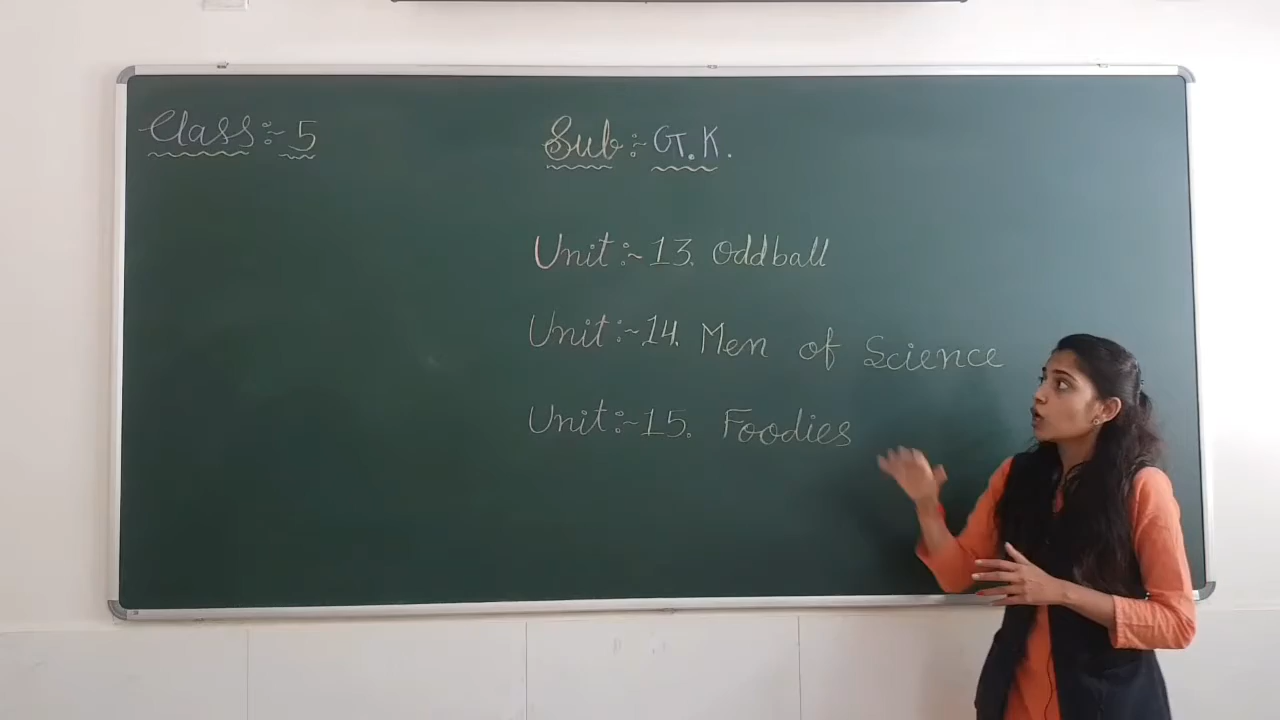 Class:~ 5
Sub:~ G.K.
Unit:~ 13. Oddball
Unit:~ 14. Men of Science
Unit:~ 15. Foodies